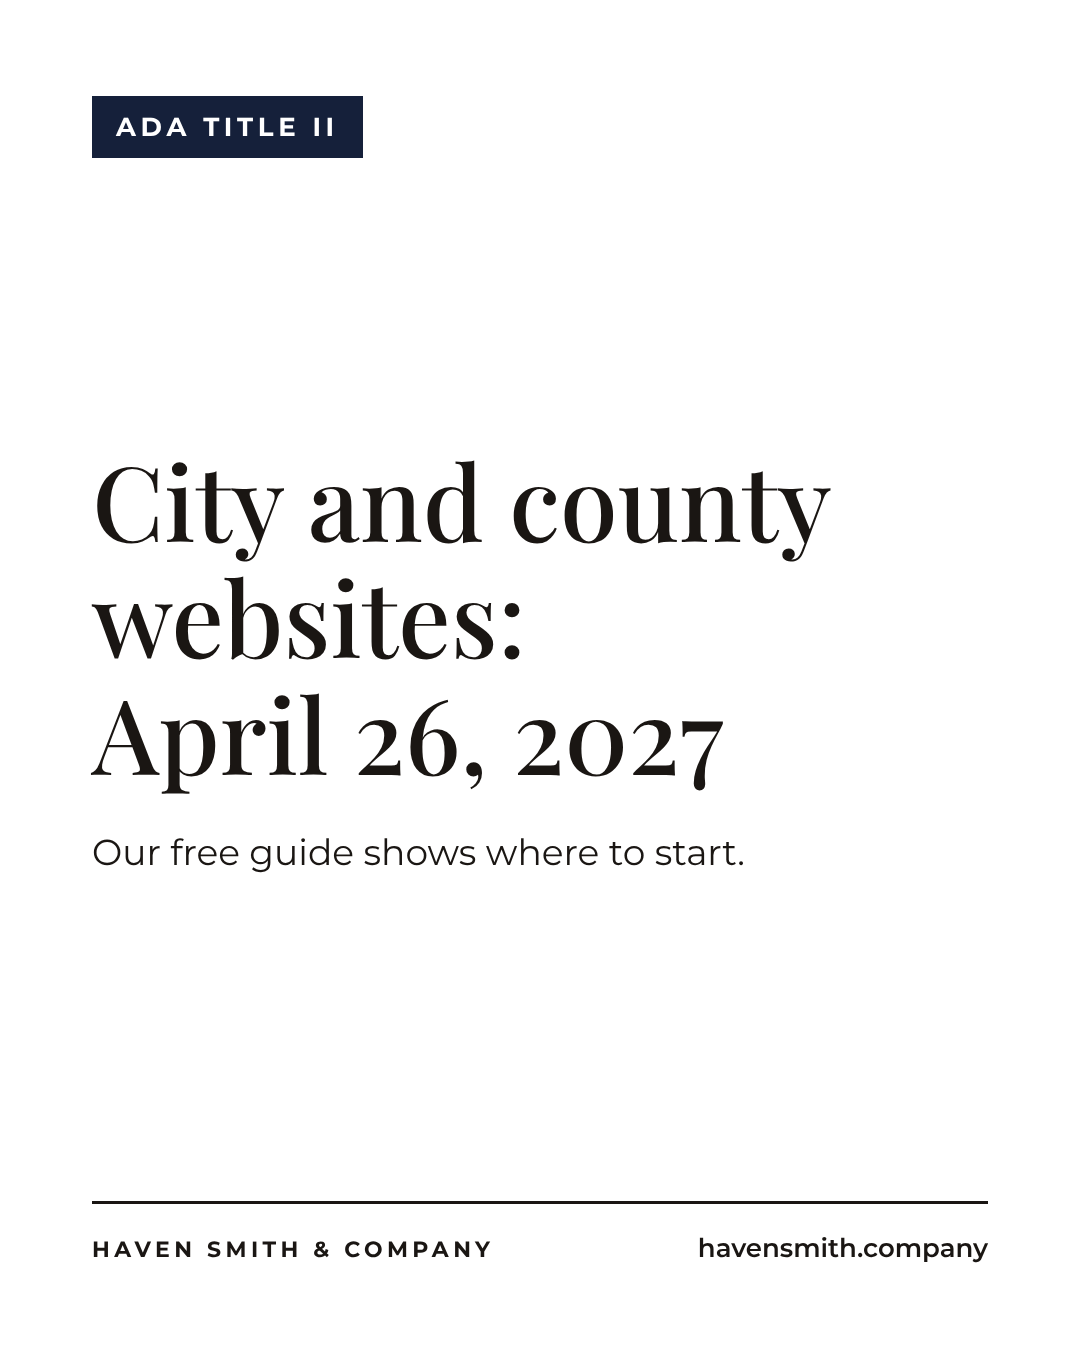 ADA TITLE II
City and county
websites:
April 26, 2027
Our free guide shows where to start.
HAVEN SMITH & COMPANY
havensmith.company